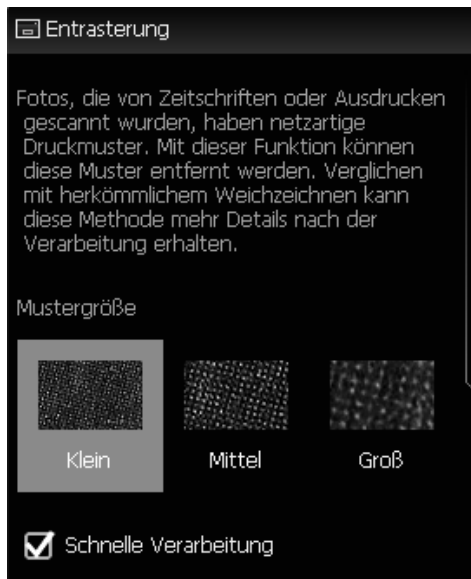 Entrasterung
Fotos, die von Zeitschriften oder Ausdrucken
gescannt wurden, haben netzartige
Druckmuster. Mit dieser Funktion können
diese Muster entfernt werden. Verglichen
mit herkömmlichem Weichzeichnen kann
diese Methode mehr Details nach der
Verarbeitung erhalten.
Mustergröße
Klein Mittel Groß
Schnelle Verarbeitung